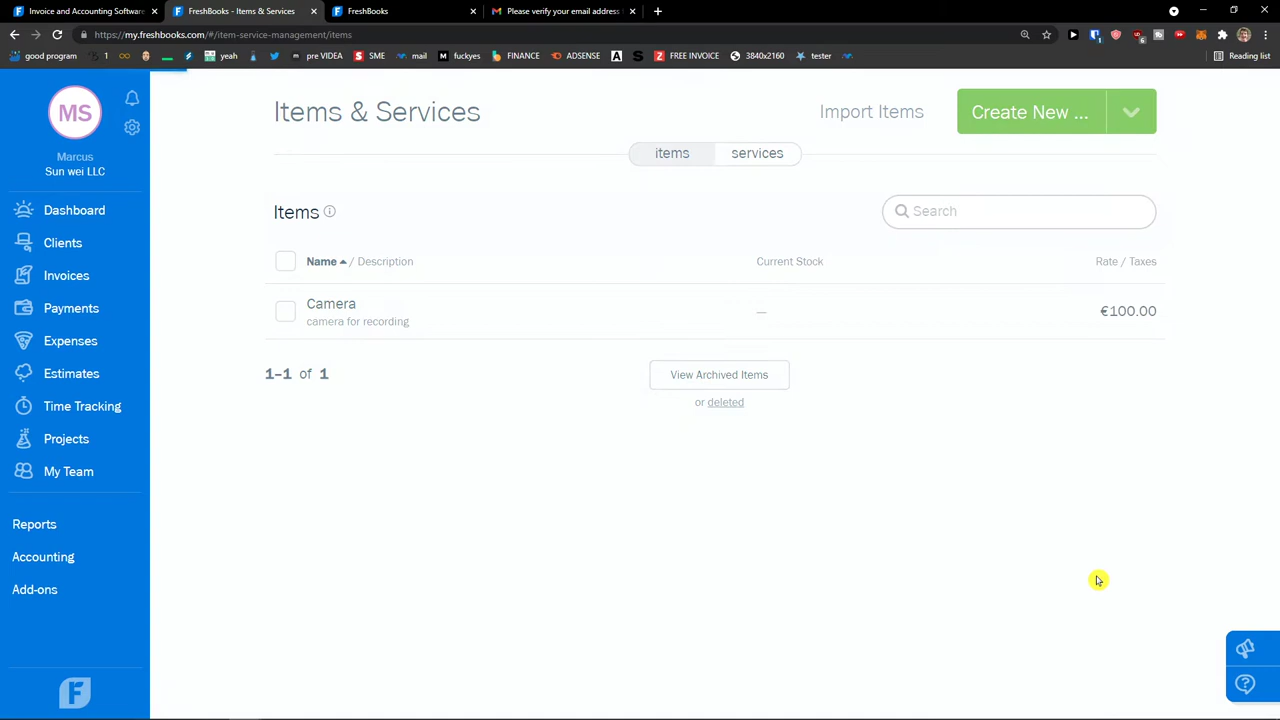 Invoice and Accounting Software
FreshBooks - Items & Services
FreshBooks
Please verify your email address
https://my.freshbooks.com/#/item-service-management/items
good program
1
yeah
pre VIDEA
SME
mail
fuckyes
FINANCE
ADSENSE
FREE INVOICE
3840x2160
tester
Reading list
MS
Marcus
Sun wei LLC
Dashboard
Clients
Invoices
Payments
Expenses
Estimates
Time Tracking
Projects
My Team
Reports
Accounting
Add-ons
Items & Services
Import Items
Create New ...
items
services
Items
Search
Name / Description
Current Stock
Rate / Taxes
Camera
camera for recording
—
€100.00
1–1 of 1
View Archived Items
or deleted